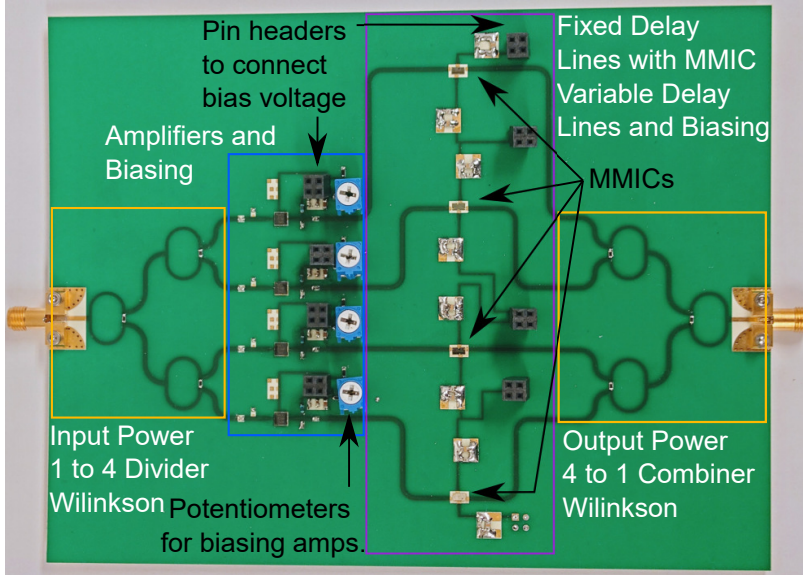 Pin headers
to connect
bias voltage
Fixed Delay
Lines with MMIC
Variable Delay
Lines and Biasing
Amplifiers and
Biasing
MMICs
Input Power
1 to 4 Divider
Wilinkson
Potentiometers
for biasing amps.
Output Power
4 to 1 Combiner
Wilinkson